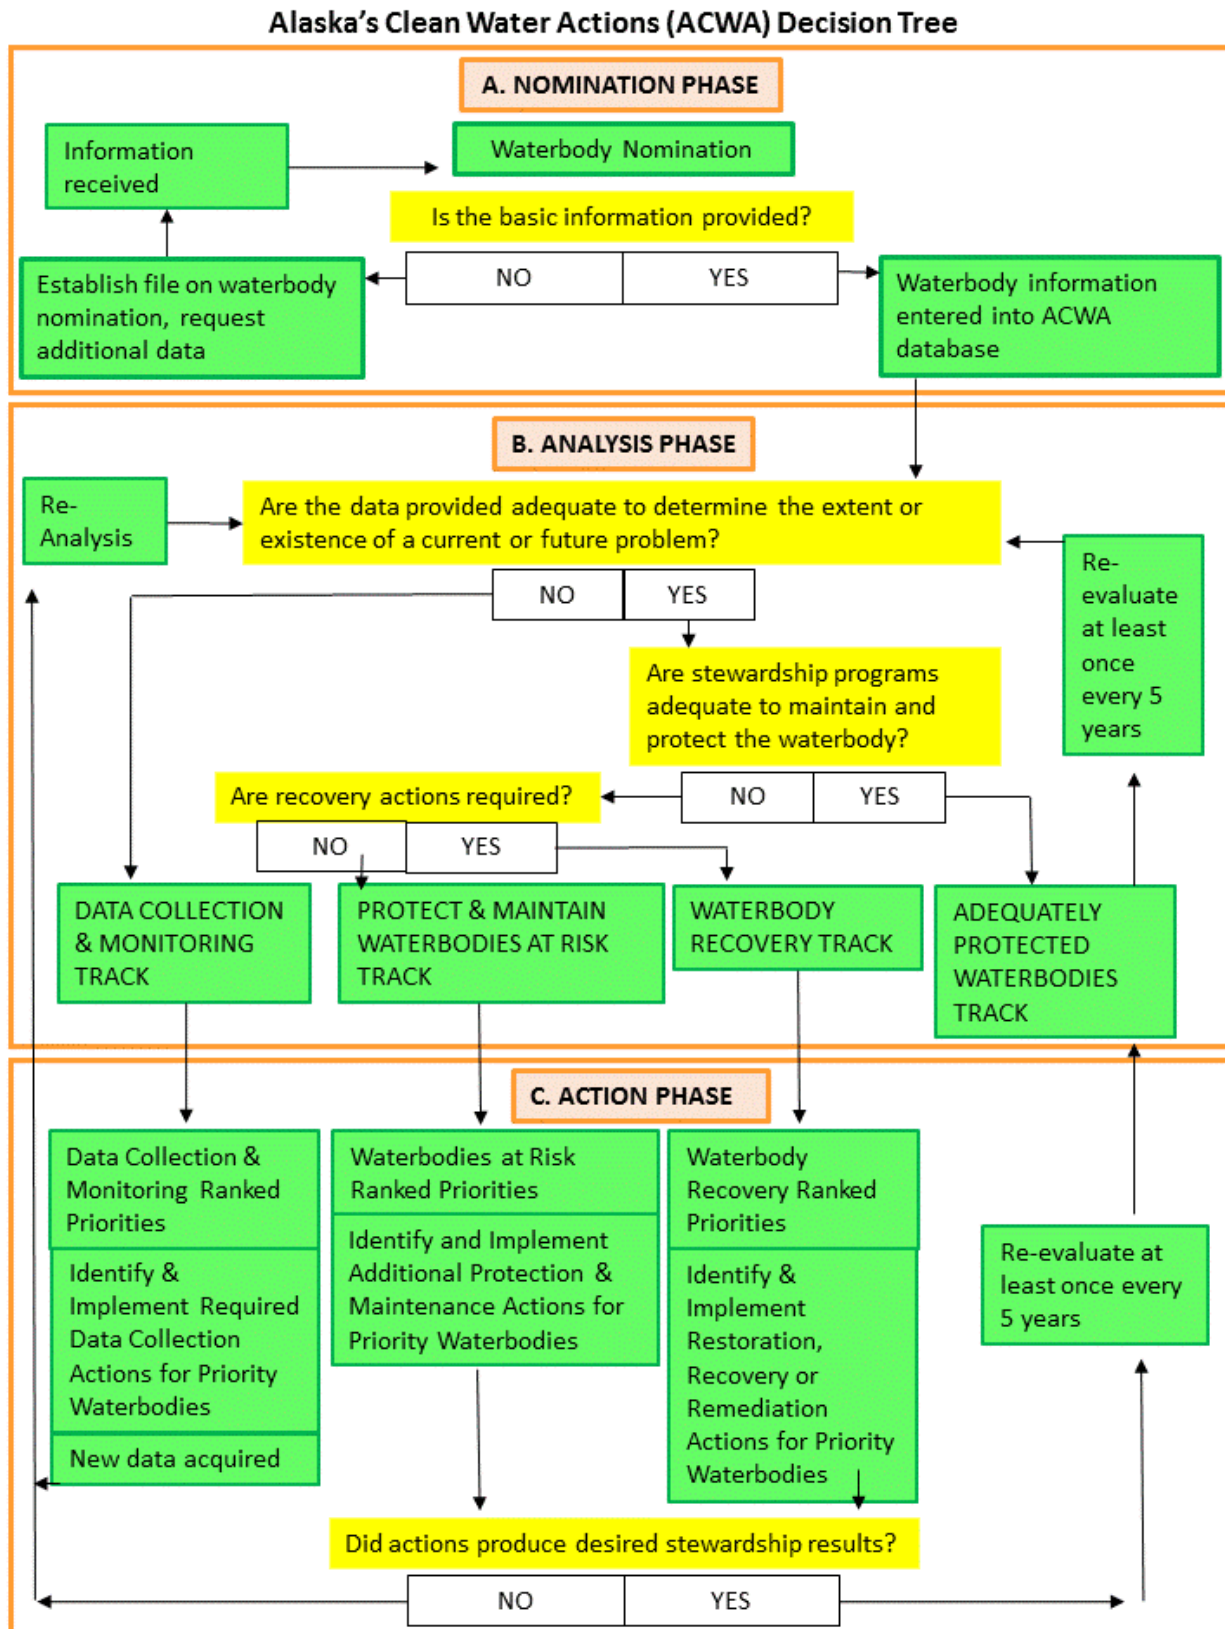 Alaska's Clean Water Actions (ACWA) Decision Tree
A. NOMINATION PHASE
Information
received
Waterbody Nomination
Is the basic information provided?
NO
YES
Establish file on waterbody
nomination, request
additional data
Waterbody information
entered into ACWA
database
B. ANALYSIS PHASE
Re-
Analysis
Are the data provided adequate to determine the extent or
existence of a current or future problem?
NO
YES
Re-
evaluate
at least
once
every 5
years
Are stewardship programs
adequate to maintain and
protect the waterbody?
NO
YES
Are recovery actions required?
NO
YES
DATA COLLECTION
& MONITORING
TRACK
PROTECT & MAINTAIN
WATERBODIES AT RISK
TRACK
WATERBODY
RECOVERY TRACK
ADEQUATELY
PROTECTED
WATERBODIES
TRACK
C. ACTION PHASE
Data Collection &
Monitoring Ranked
Priorities
Identify &
Implement Required
Data Collection
Actions for Priority
Waterbodies
New data acquired
Waterbodies at Risk
Ranked Priorities
Identify and Implement
Additional Protection &
Maintenance Actions for
Priority Waterbodies
Waterbody
Recovery Ranked
Priorities
Identify &
Implement
Restoration,
Recovery or
Remediation
Actions for Priority
Waterbodies
Re-evaluate at
least once every
5 years
Did actions produce desired stewardship results?
NO
YES